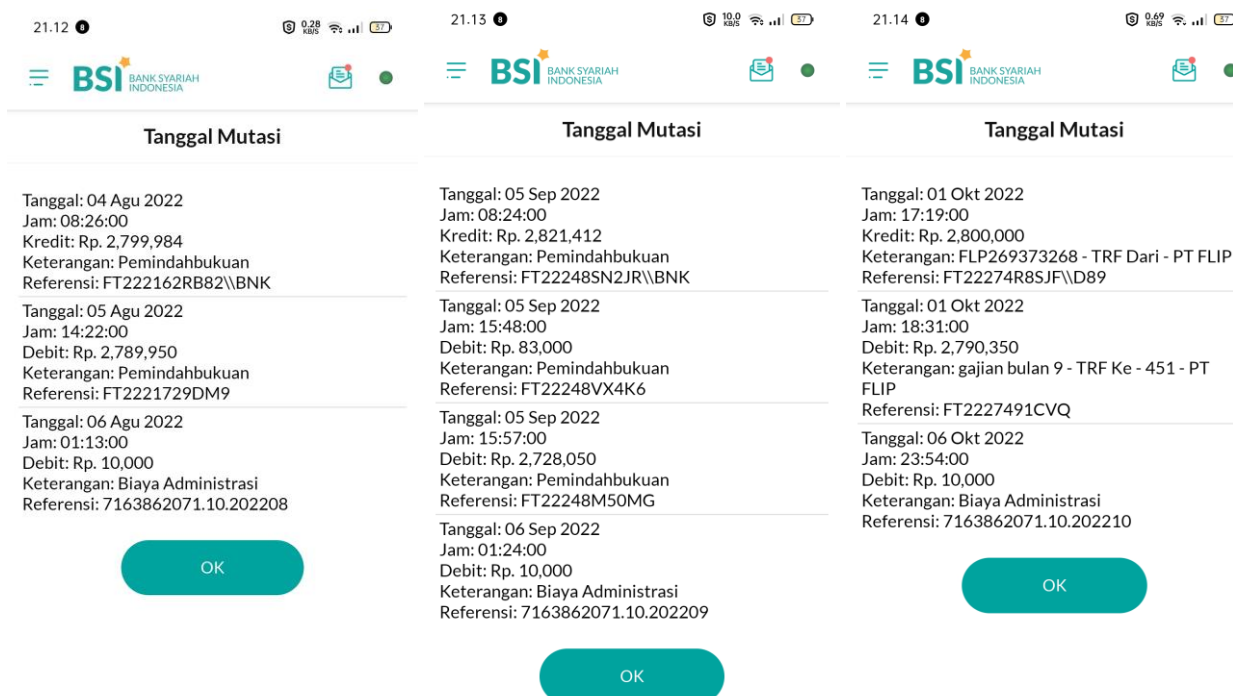 21.12 8
0.28 KB/S
37
BSI BANK SYARIAH
INDONESIA
Tanggal Mutasi
Tanggal: 04 Agu 2022
Jam: 08:26:00
Kredit: Rp. 2,799,984
Keterangan: Pemindahbukuan
Referensi: FT222162RB82\\BNK
Tanggal: 05 Agu 2022
Jam: 14:22:00
Debit: Rp. 2,789,950
Keterangan: Pemindahbukuan
Referensi: FT2221729DM9
Tanggal: 06 Agu 2022
Jam: 01:13:00
Debit: Rp. 10,000
Keterangan: Biaya Administrasi
Referensi: 7163862071.10.202208
OK
21.13 8
10.0 KB/S
37
BSI BANK SYARIAH
INDONESIA
Tanggal Mutasi
Tanggal: 05 Sep 2022
Jam: 08:24:00
Kredit: Rp. 2,821,412
Keterangan: Pemindahbukuan
Referensi: FT22248SN2JR\\BNK
Tanggal: 05 Sep 2022
Jam: 15:48:00
Debit: Rp. 83,000
Keterangan: Pemindahbukuan
Referensi: FT22248VX4K6
Tanggal: 05 Sep 2022
Jam: 15:57:00
Debit: Rp. 2,728,050
Keterangan: Pemindahbukuan
Referensi: FT22248M50MG
Tanggal: 06 Sep 2022
Jam: 01:24:00
Debit: Rp. 10,000
Keterangan: Biaya Administrasi
Referensi: 7163862071.10.202209
OK
21.14 8
0.69 KB/S
37
BSI BANK SYARIAH
INDONESIA
Tanggal Mutasi
Tanggal: 01 Okt 2022
Jam: 17:19:00
Kredit: Rp. 2,800,000
Keterangan: FLP269373268 - TRF Dari - PT FLIP
Referensi: FT22274R8SJF\\D89
Tanggal: 01 Okt 2022
Jam: 18:31:00
Debit: Rp. 2,790,350
Keterangan: gajian bulan 9 - TRF Ke - 451 - PT
FLIP
Referensi: FT2227491CVQ
Tanggal: 06 Okt 2022
Jam: 23:54:00
Debit: Rp. 10,000
Keterangan: Biaya Administrasi
Referensi: 7163862071.10.202210
OK